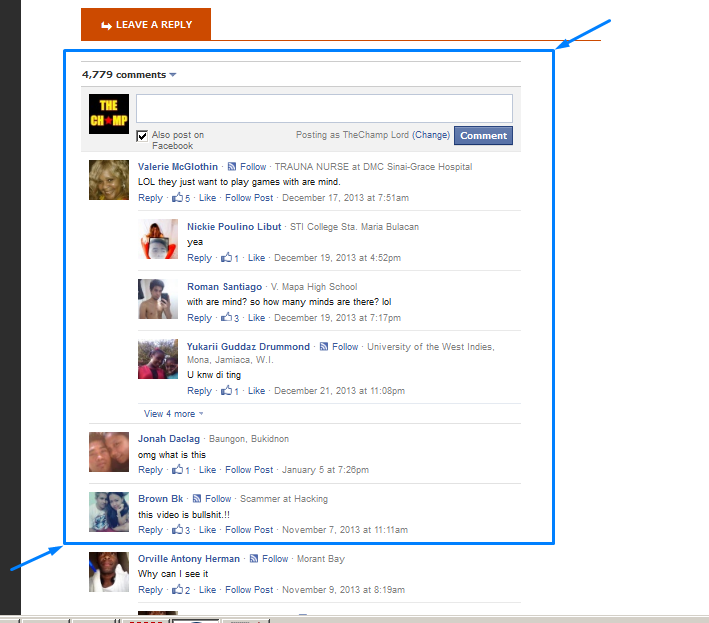 LEAVE A REPLY
4,779 comments
THE
CH★MP
Also post on
Facebook
Posting as TheChamp Lord (Change) Comment
Valerie McGlothin · Follow · TRAUNA NURSE at DMC Sinai-Grace Hospital
LOL they just want to play games with are mind.
Reply · 5 · Like · Follow Post · December 17, 2013 at 7:51am
Nickie Poulino Libut · STI College Sta. Maria Bulacan
yea
Reply · 1 · Like · December 19, 2013 at 4:52pm
Roman Santiago · V. Mapa High School
with are mind? so how many minds are there? lol
Reply · 3 · Like · December 19, 2013 at 7:17pm
Yukarii Guddaz Drummond · Follow · University of the West Indies,
Mona, Jamiaca, W.I.
U knw di ting
Reply · 1 · Like · December 21, 2013 at 11:08pm
View 4 more
Jonah Daclag · Baungon, Bukidnon
omg what is this
Reply · 1 · Like · Follow Post · January 5 at 7:26pm
Brown Bk · Follow · Scammer at Hacking
this video is bullshit.!!
Reply · 3 · Like · Follow Post · November 7, 2013 at 11:11am
Orville Antony Herman · Follow · Morant Bay
Why can I see it
Reply · 2 · Like · Follow Post · November 9, 2013 at 8:19am